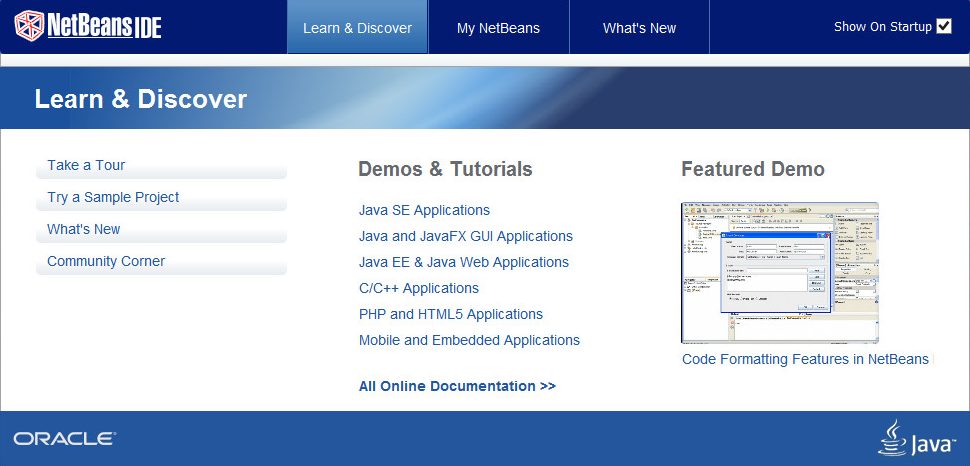 NetBeans IDE
Learn & Discover
My NetBeans
What's New
Show On Startup
Learn & Discover
Take a Tour
Try a Sample Project
What's New
Community Corner
Demos & Tutorials
Java SE Applications
Java and JavaFX GUI Applications
Java EE & Java Web Applications
C/C++ Applications
PHP and HTML5 Applications
Mobile and Embedded Applications
All Online Documentation >>
Featured Demo
Code Formatting Features in NetBeans
ORACLE®
Java™